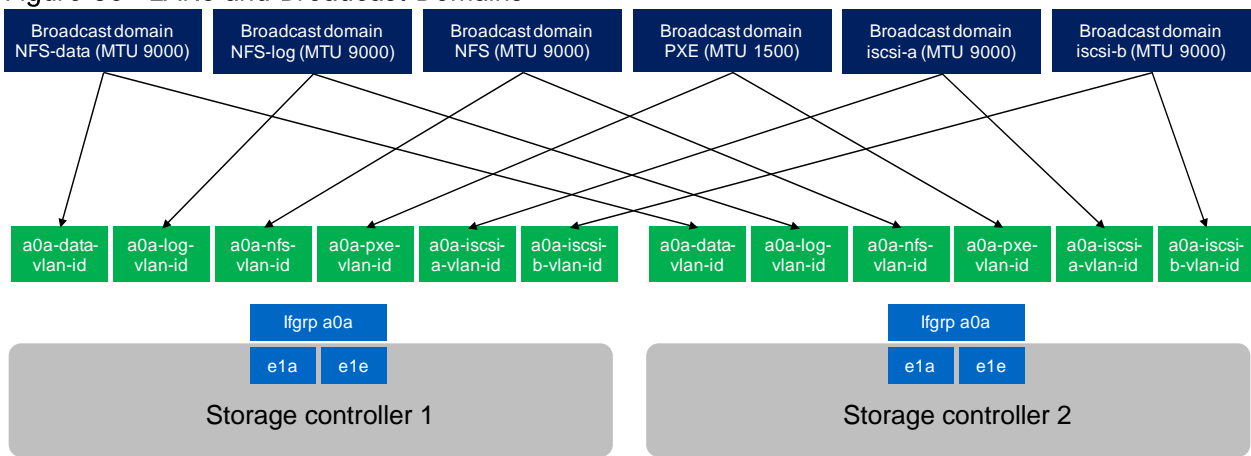 Broadcast domain
NFS-data (MTU 9000)
Broadcast domain
NFS-log (MTU 9000)
Broadcast domain
NFS (MTU 9000)
Broadcast domain
PXE (MTU 1500)
Broadcast domain
iscsi-a (MTU 9000)
Broadcast domain
iscsi-b (MTU 9000)
a0a-data-
vlan-id
a0a-log-
vlan-id
a0a-nfs-
vlan-id
a0a-pxe-
vlan-id
a0a-iscsi-
a-vlan-id
a0a-iscsi-
b-vlan-id
a0a-data-
vlan-id
a0a-log-
vlan-id
a0a-nfs-
vlan-id
a0a-pxe-
vlan-id
a0a-iscsi-
a-vlan-id
a0a-iscsi-
b-vlan-id
Ifgrp a0a
e1a
e1e
Storage controller 1
Ifgrp a0a
e1a
e1e
Storage controller 2